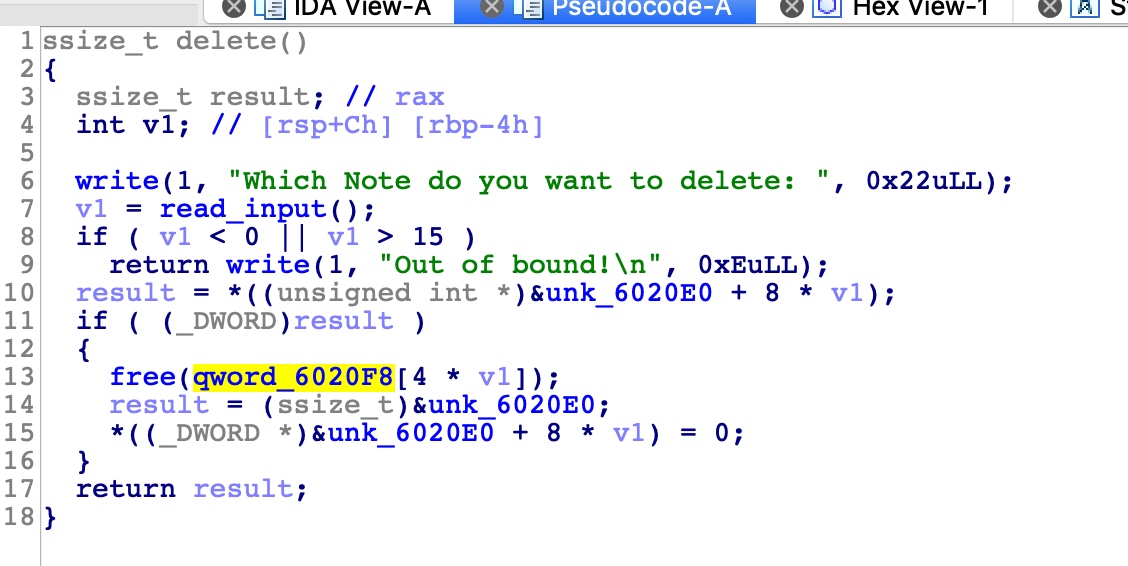 IDA View-A Pseudocode-A Hex View-1
1 ssize_t delete()
2 {
3 ssize_t result; // rax
4 int v1; // [rsp+Ch] [rbp-4h]
5
6 write(1, "Which Note do you want to delete: ", 0x22uLL);
7 v1 = read_input();
8 if ( v1 < 0 || v1 > 15 )
9 return write(1, "Out of bound!\n", 0xEuLL);
10 result = *((unsigned int *)&unk_6020E0 + 8 * v1);
11 if ( (_DWORD)result )
12 {
13 free(qword_6020F8[4 * v1]);
14 result = (ssize_t)&unk_6020E0;
15 *((_DWORD *)&unk_6020E0 + 8 * v1) = 0;
16 }
17 return result;
18 }